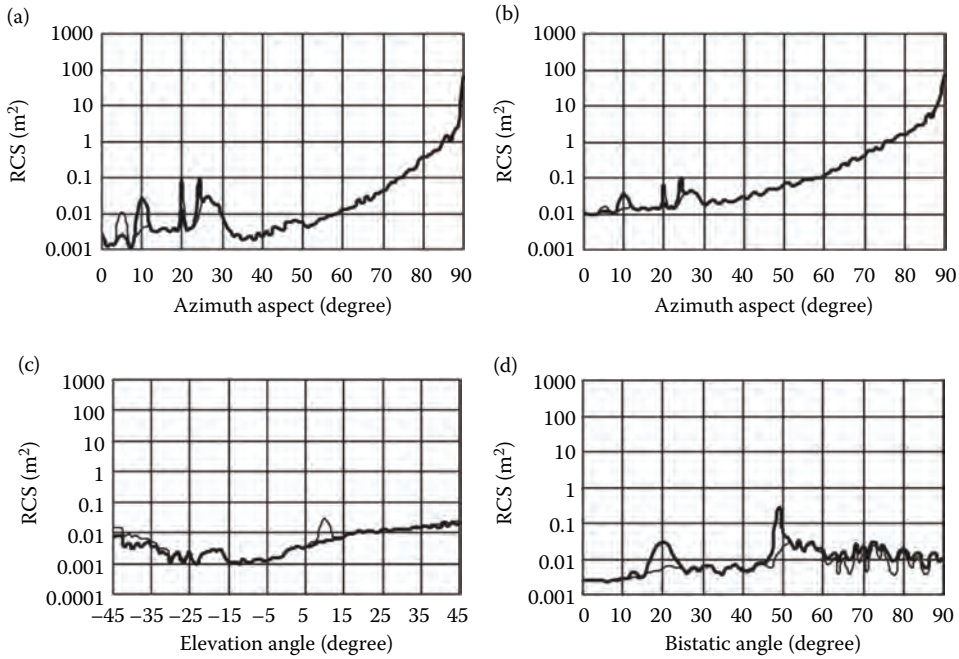 (a)
1000
100
10
1
0.1
0.01
0.001
RCS (m²)
0 10 20 30 40 50 60 70 80 90
Azimuth aspect (degree)
(b)
1000
100
10
1
0.1
0.01
0.001
RCS (m²)
0 10 20 30 40 50 60 70 80 90
Azimuth aspect (degree)
(c)
1000
100
10
1
0.1
0.01
0.001
0.0001
RCS (m²)
−45 −35 −25 −15 −5 5 15 25 35 45
Elevation angle (degree)
(d)
1000
100
10
1
0.1
0.01
0.001
RCS (m²)
0 10 20 30 40 50 60 70 80 90
Bistatic angle (degree)